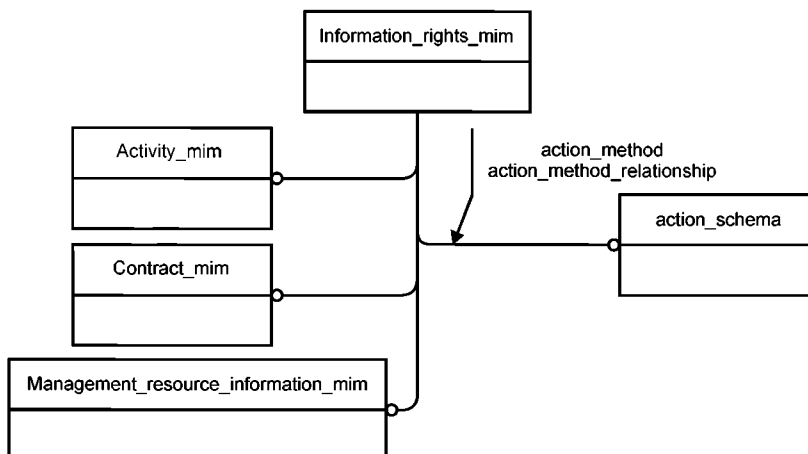 Information_rights_mim
Activity_mim
action_method
action_method_relationship
action_schema
Contract_mim
Management_resource_information_mim